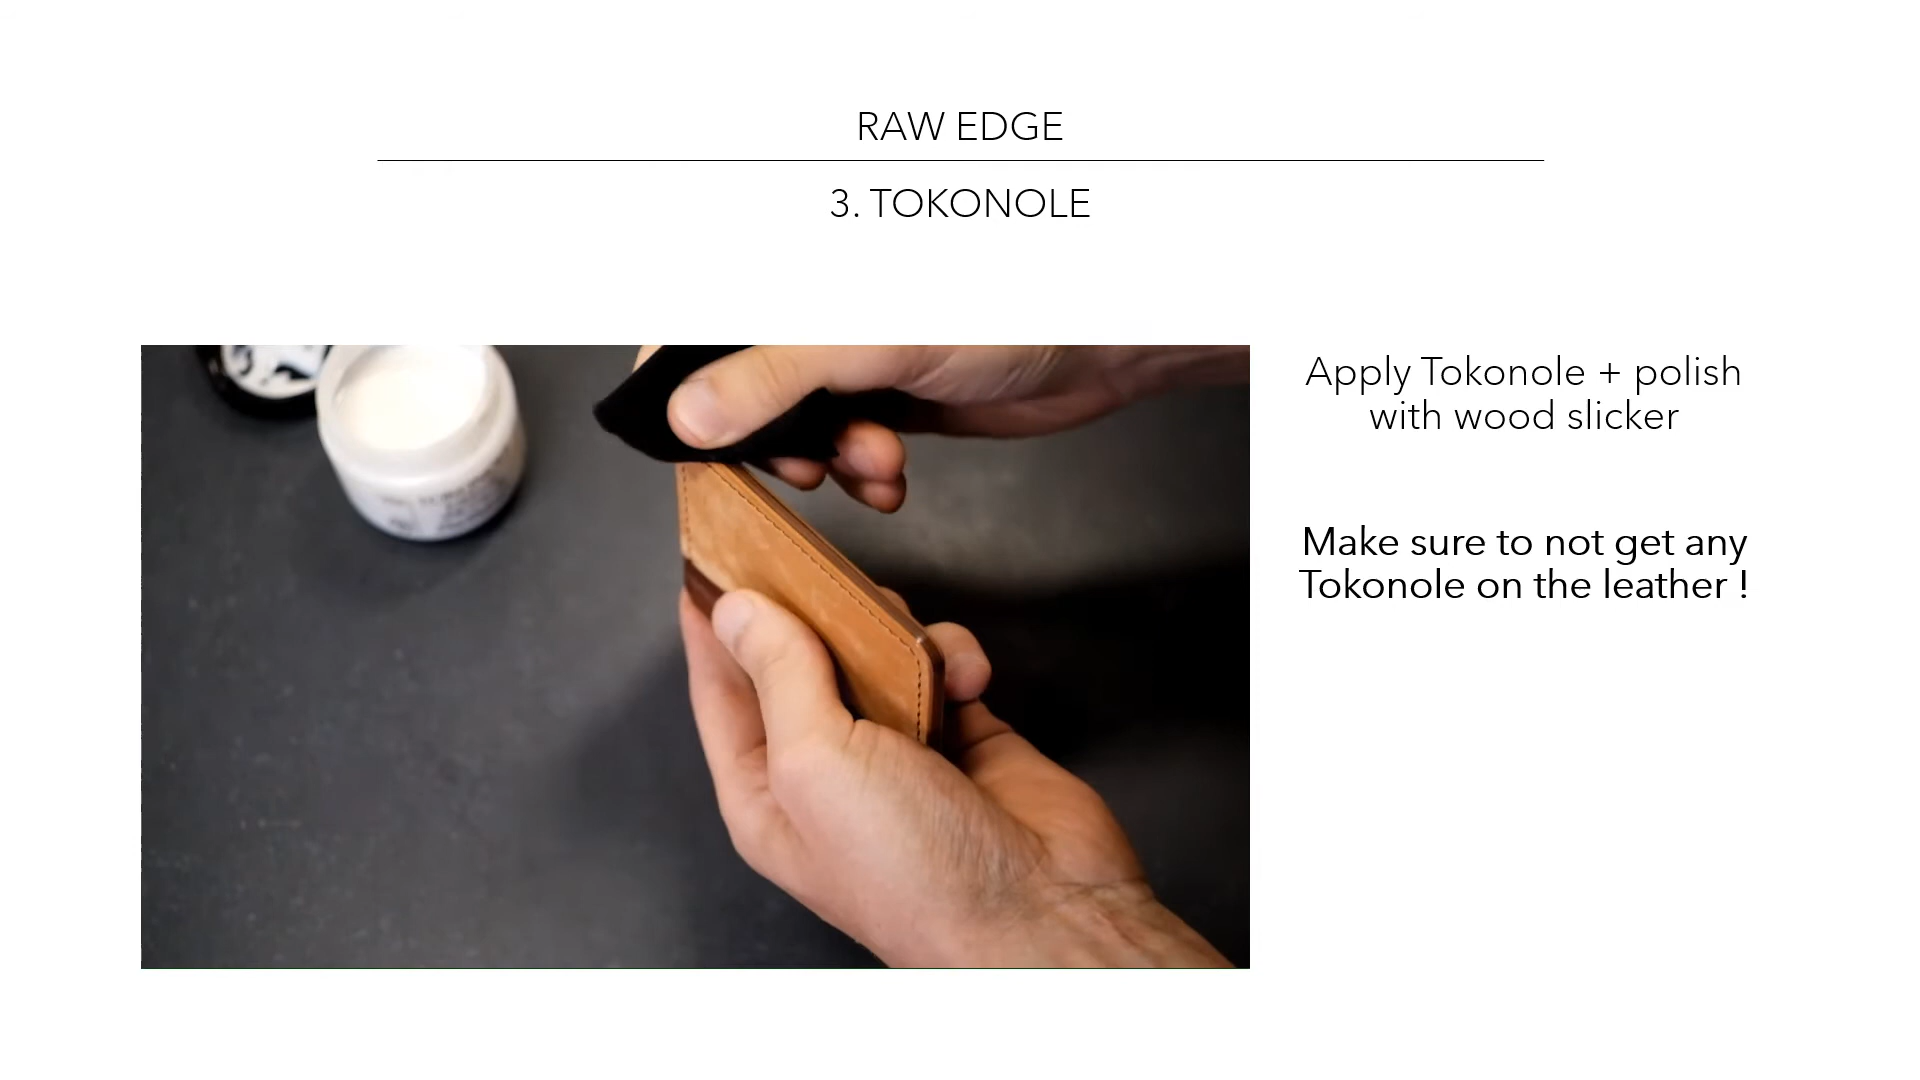 RAW EDGE
3. TOKONOLE
Apply Tokonole + polish
with wood slicker
Make sure to not get any
Tokonole on the leather !